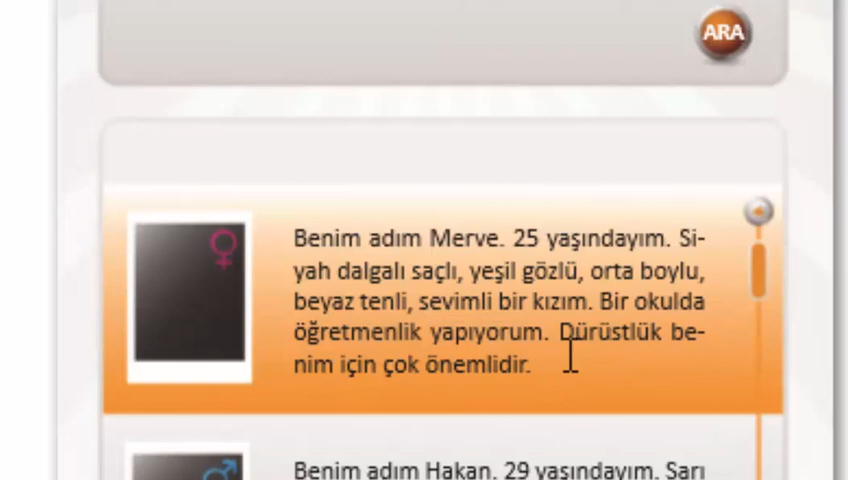 ARA
Benim adım Merve. 25 yaşındayım. Si-
yah dalgalı saçlı, yeşil gözlü, orta boylu,
beyaz tenli, sevimli bir kızım. Bir okulda
öğretmenlik yapıyorum. Dürüstlük be-
nim için çok önemlidir.
Benim adım Hakan. 29 yaşındayım. Sarı